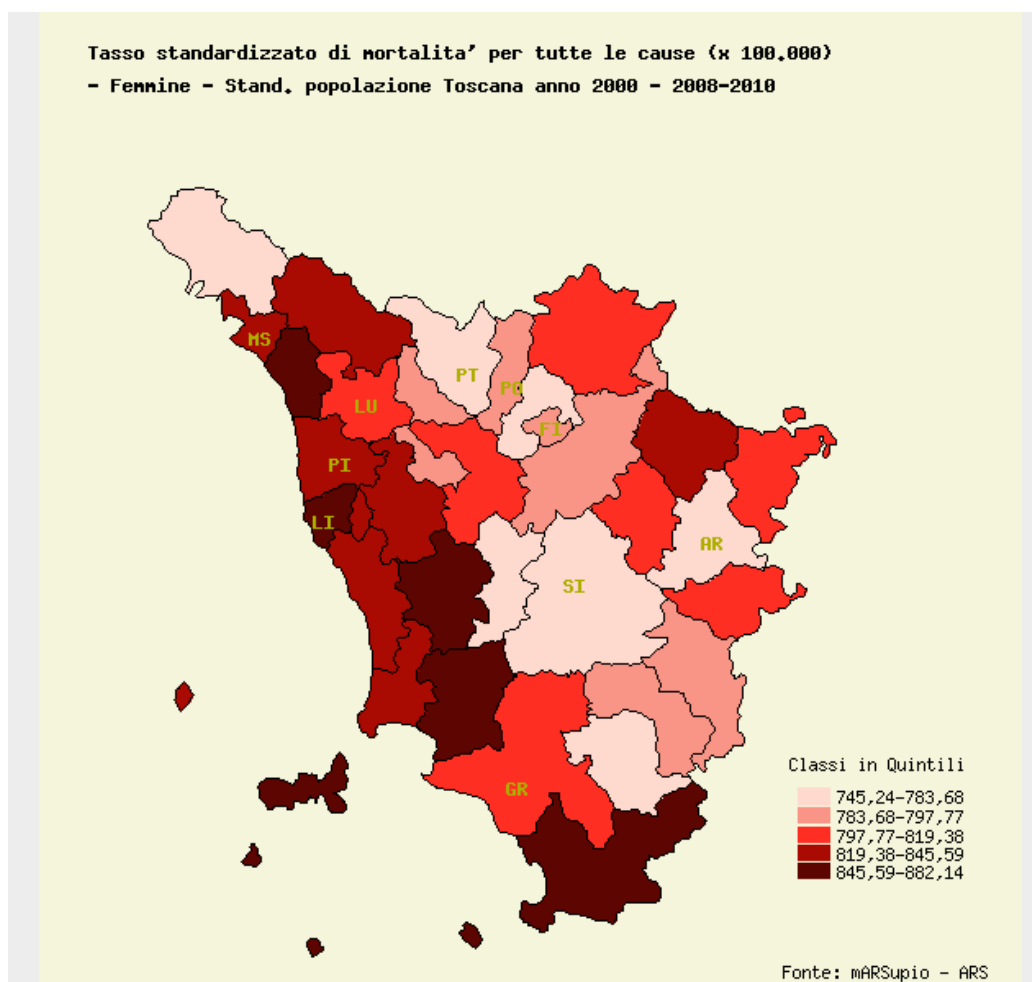 Tasso standardizzato di mortalita' per tutte le cause (x 100.000)
- Femmine - Stand. popolazione Toscana anno 2000 - 2008-2010
MS
PT
PO
LU
FI
PI
LI
AR
SI
GR
Classi in Quintili
745,24-783,68
783,68-797,77
797,77-819,38
819,38-845,59
845,59-882,14
Fonte: mARSupio - ARS